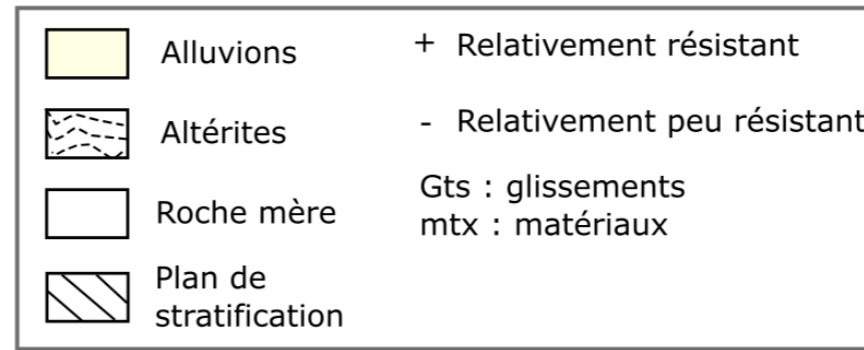 Alluvions
Altérites
Roche mère
Plan de
stratification
+ Relativement résistant
- Relativement peu résistant
Gts : glissements
mtx : matériaux